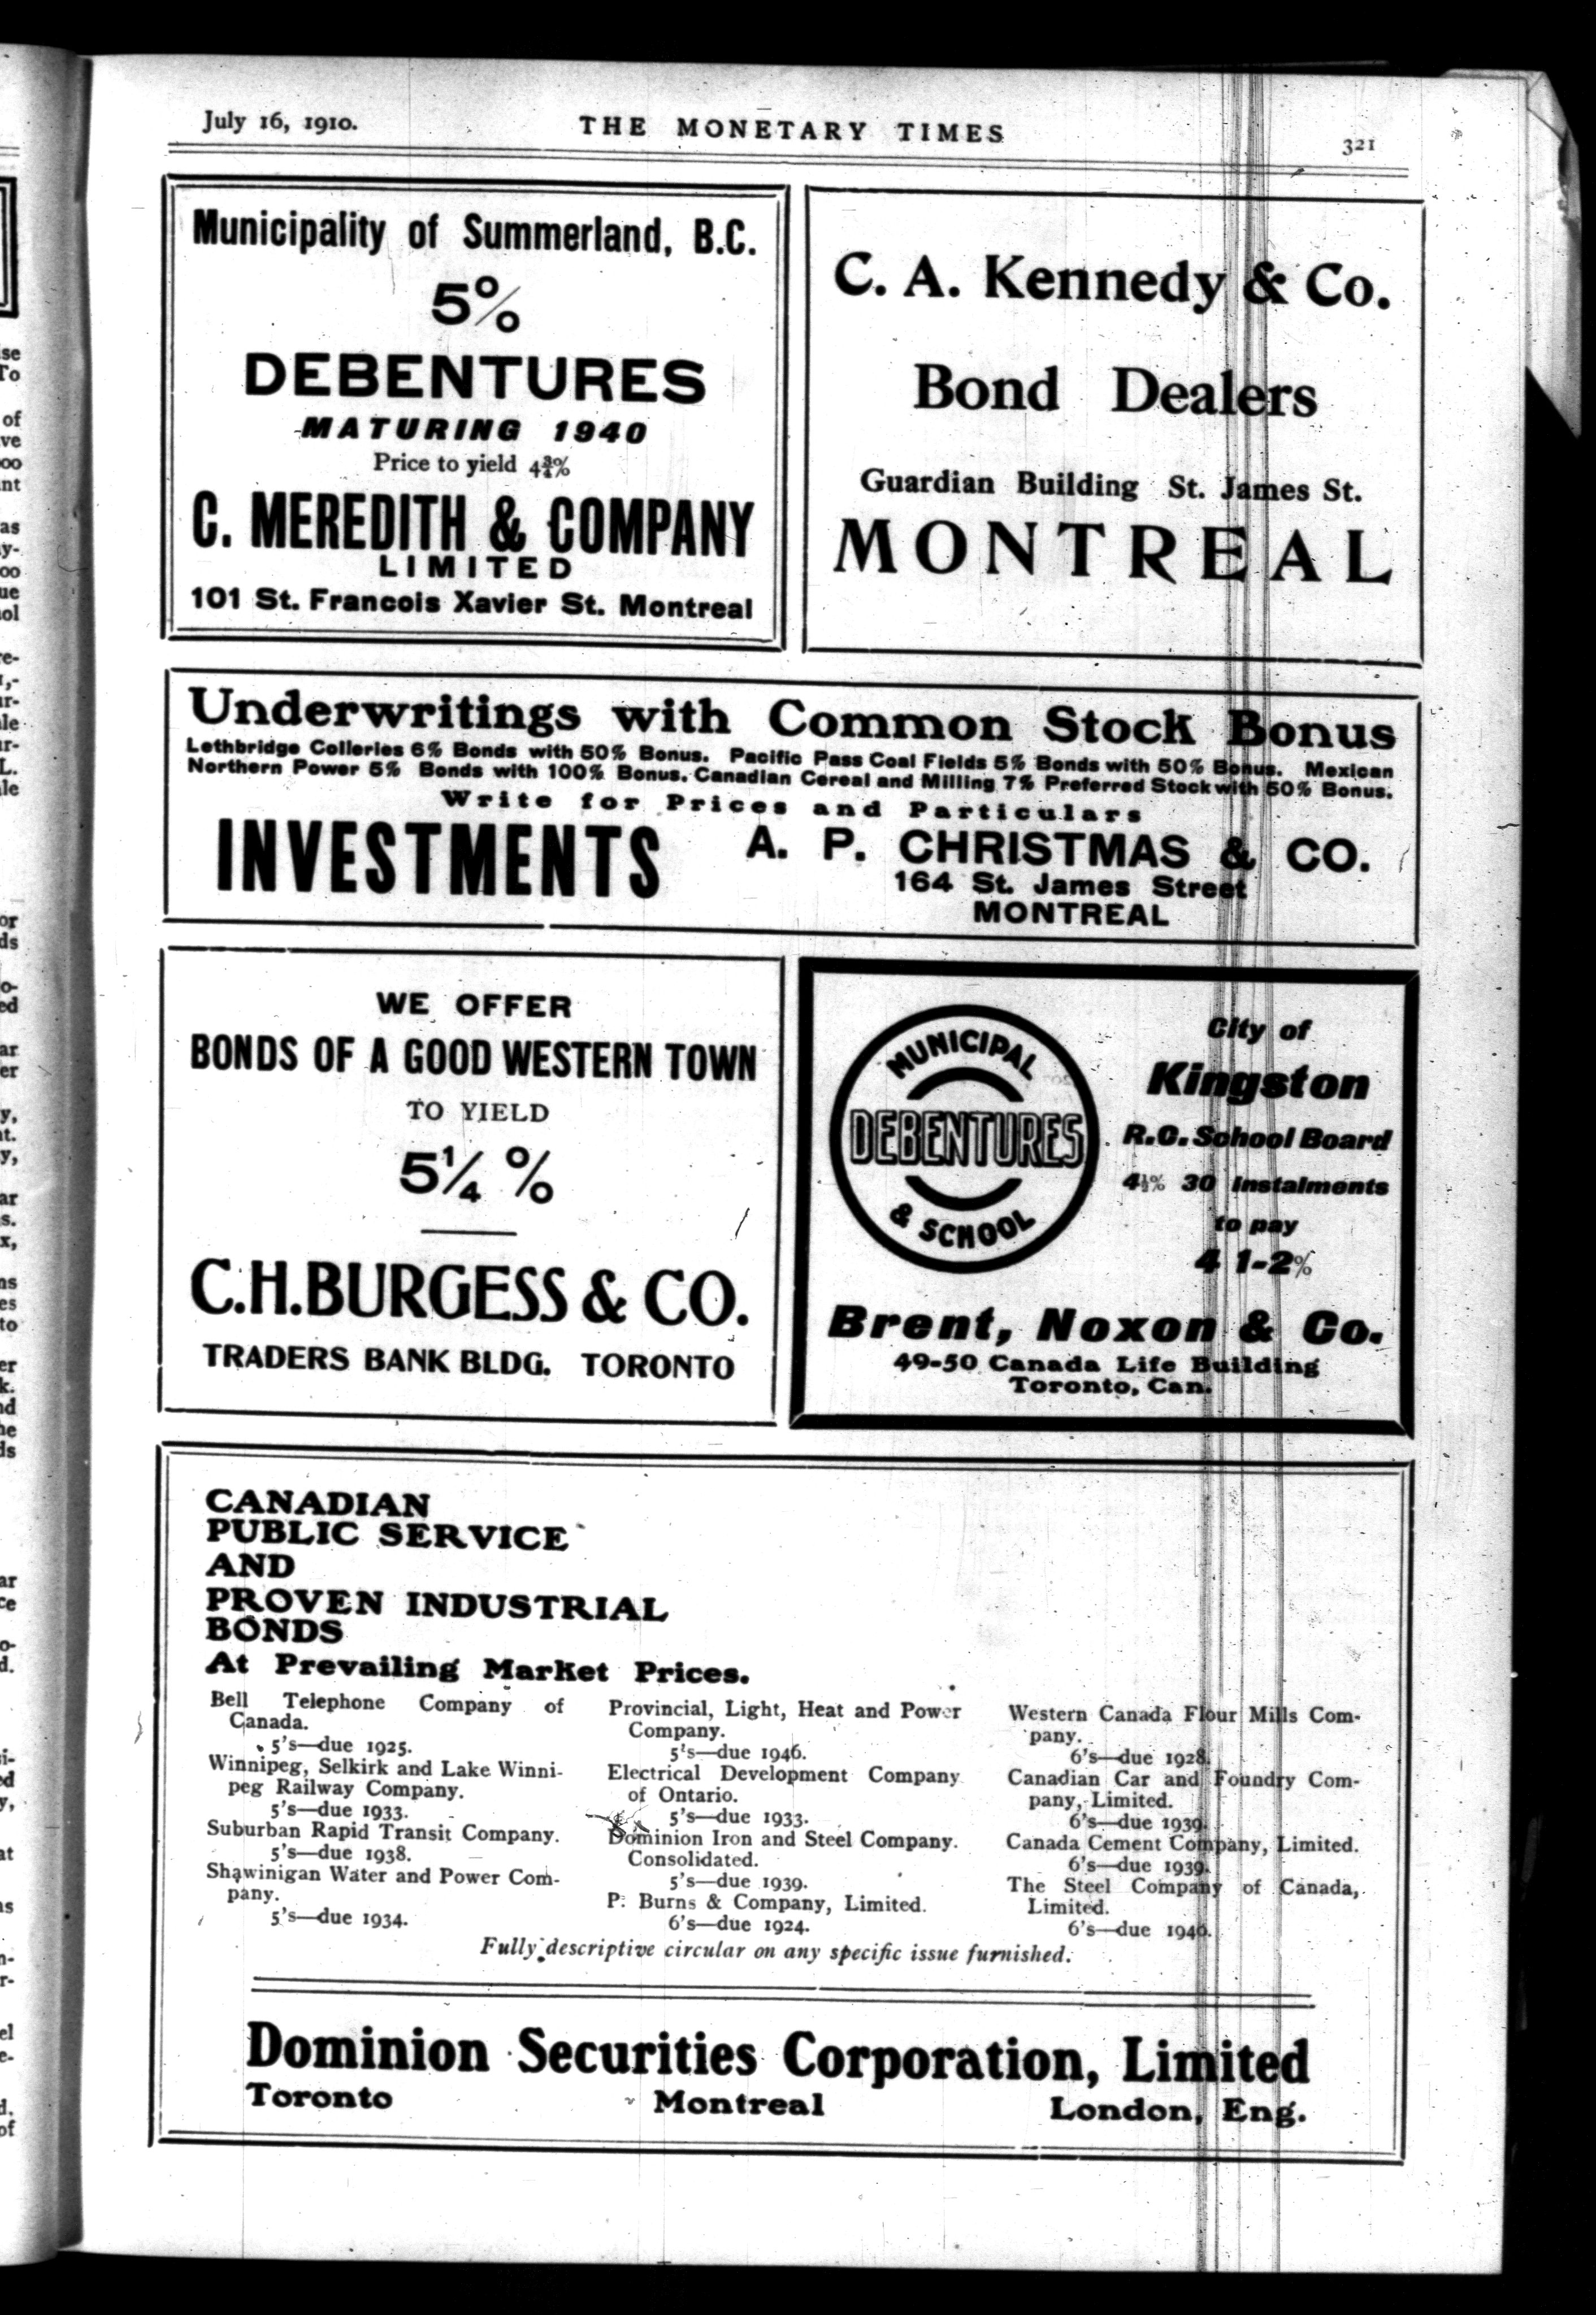 July 16, 1910.
THE MONETARY TIMES
321
Municipality of Summerland, B.C.
5%
DEBENTURES
MATURING 1940
Price to yield 4¾%
C. MEREDITH & COMPANY
LIMITED
101 St. Francois Xavier St. Montreal
C. A. Kennedy & Co.
Bond Dealers
Guardian Building St. James St.
MONTREAL
Underwritings with Common Stock Bonus
Lethbridge Colleries 6% Bonds with 50% Bonus. Pacific Pass Coal Fields 5% Bonds with 50% Bonus. Mexican
Northern Power 5% Bonds with 100% Bonus. Canadian Cereal and Milling 7% Preferred Stock with 50% Bonus.
Write for Prices and Particulars
INVESTMENTS
A. P. CHRISTMAS & CO.
164 St. James Street
MONTREAL
WE OFFER
BONDS OF A GOOD WESTERN TOWN
TO YIELD
5¼%
C.H.BURGESS & CO.
TRADERS BANK BLDG. TORONTO
MUNICIPAL
DEBENTURES
& SCHOOL
City of
Kingston
R.C. School Board
4½% 30 Instalments
to pay
4 1-2%
Brent, Noxon & Co.
49-50 Canada Life Building
Toronto, Can.
CANADIAN
PUBLIC SERVICE
AND
PROVEN INDUSTRIAL
BONDS
At Prevailing Market Prices.
Bell Telephone Company of
Canada.
5's—due 1925.
Winnipeg, Selkirk and Lake Winni-
peg Railway Company.
5's—due 1933.
Suburban Rapid Transit Company.
5's—due 1938.
Shawinigan Water and Power Com-
pany.
5's—due 1934.
Provincial, Light, Heat and Power
Company.
5's—due 1946.
Electrical Development Company
of Ontario.
5's—due 1933.
Dominion Iron and Steel Company.
Consolidated.
5's—due 1939.
P. Burns & Company, Limited.
6's—due 1924.
Western Canada Flour Mills Com-
pany.
6's—due 1928.
Canadian Car and Foundry Com-
pany, Limited.
6's—due 1939.
Canada Cement Company, Limited.
6's—due 1939.
The Steel Company of Canada,
Limited.
6's—due 1940.
Fully descriptive circular on any specific issue furnished.
Dominion Securities Corporation, Limited
Toronto Montreal London, Eng.